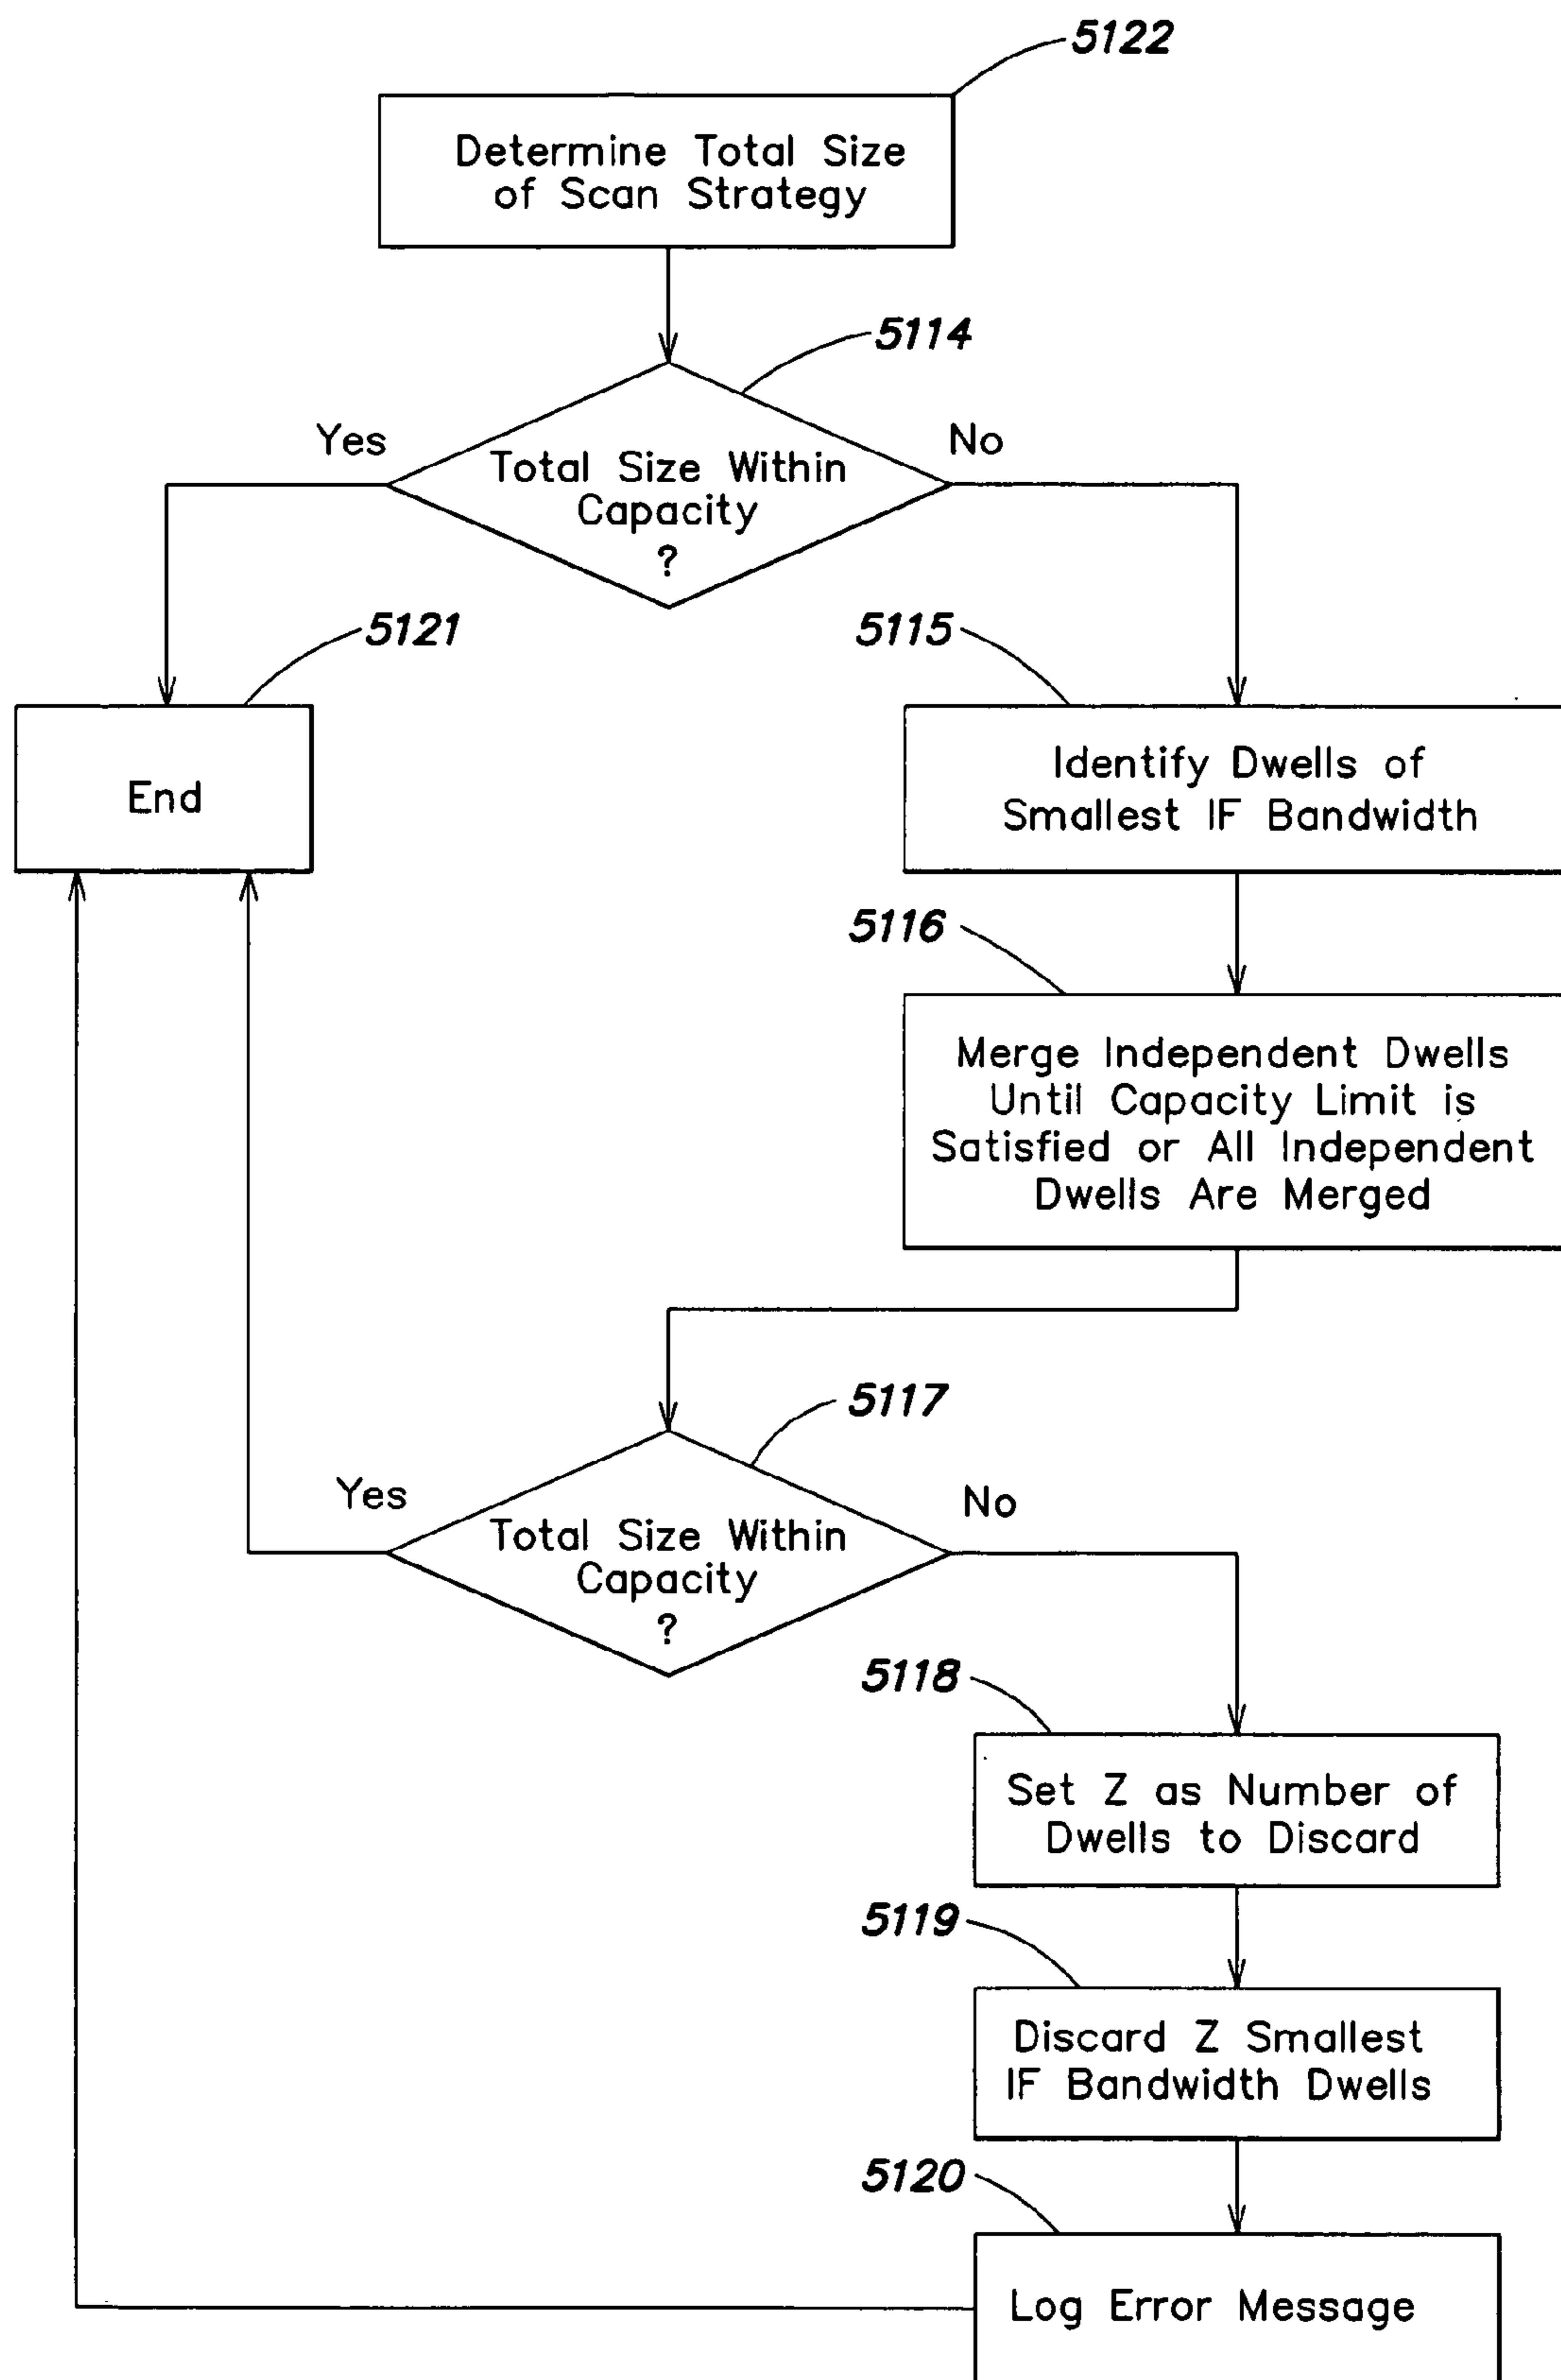 5122
Determine Total Size
of Scan Strategy
5114
Yes
No
Total Size Within
Capacity
?
5121
5115
End
Identify Dwells of
Smallest IF Bandwidth
5116
Merge Independent Dwells
Until Capacity Limit is
Satisfied or All Independent
Dwells Are Merged
5117
Yes
No
Total Size Within
Capacity
?
5118
Set Z as Number of
Dwells to Discard
5119
Discard Z Smallest
IF Bandwidth Dwells
5120
Log Error Message